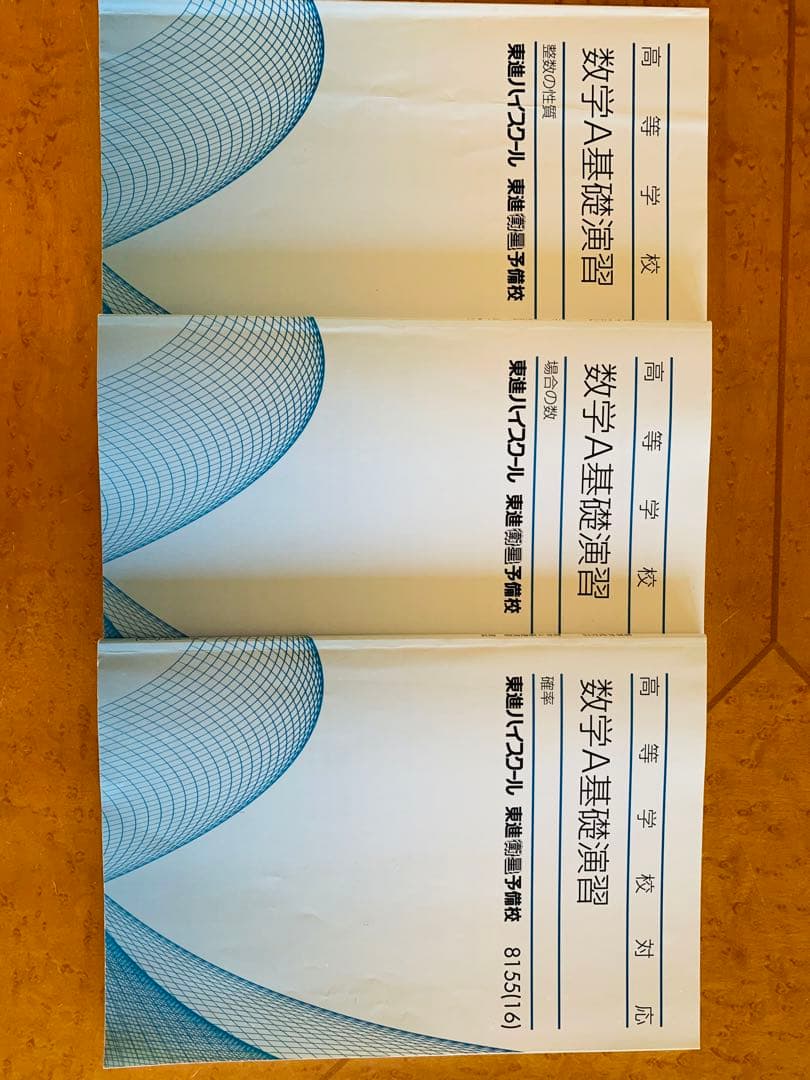 高等学校
数学A基礎演習
整数の性質
東進ハイスクール 東進衛星予備校
高等学校
数学A基礎演習
場合の数
東進ハイスクール 東進衛星予備校
高等学校対応
数学A基礎演習
確率
東進ハイスクール 東進衛星予備校 8155(16)